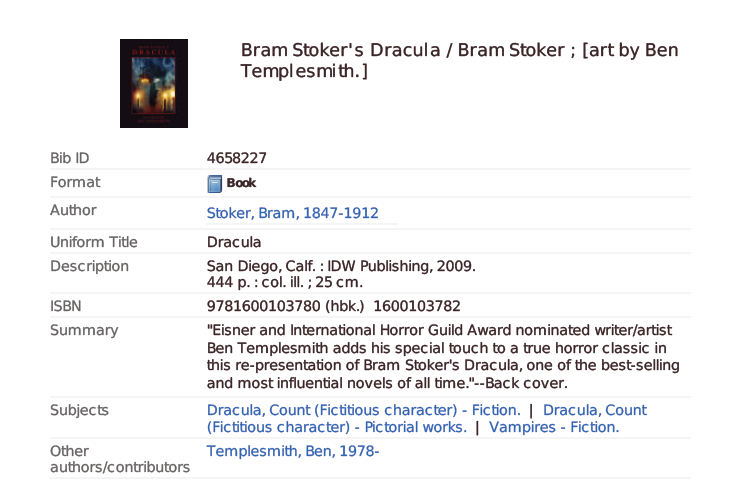 DRACULA
Bram Stoker's Dracula / Bram Stoker ; [art by Ben
Templesmith.]
Bib ID 4658227
Format Book
Author Stoker, Bram, 1847-1912
Uniform Title Dracula
Description San Diego, Calf. : IDW Publishing, 2009.
444 p. : col. ill. ; 25 cm.
ISBN 9781600103780 (hbk.) 1600103782
Summary "Eisner and International Horror Guild Award nominated writer/artist
Ben Templesmith adds his special touch to a true horror classic in
this re-presentation of Bram Stoker's Dracula, one of the best-selling
and most influential novels of all time."--Back cover.
Subjects Dracula, Count (Fictitious character) - Fiction. | Dracula, Count
(Fictitious character) - Pictorial works. | Vampires - Fiction.
Other Templesmith, Ben, 1978-
authors/contributors